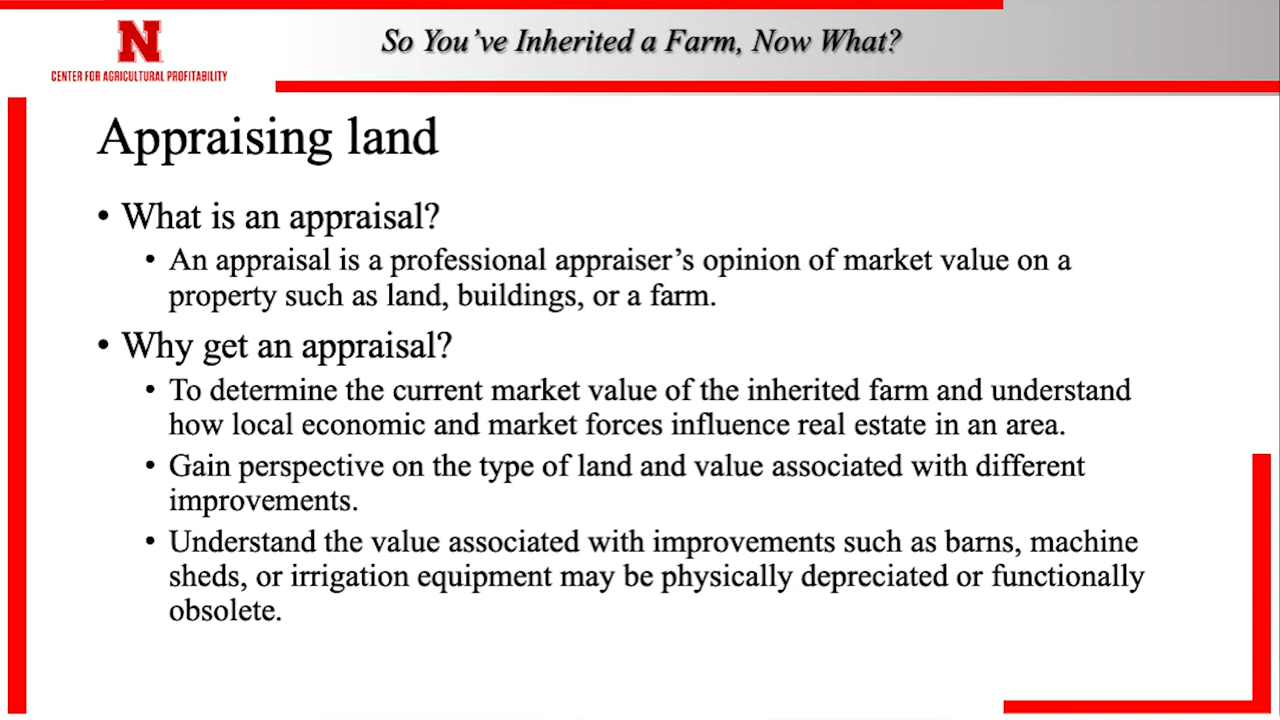 So You’ve Inherited a Farm, Now What?
N
CENTER FOR AGRICULTURAL PROFITABILITY
Appraising land
• What is an appraisal?
• An appraisal is a professional appraiser’s opinion of market value on a
property such as land, buildings, or a farm.
• Why get an appraisal?
• To determine the current market value of the inherited farm and understand
how local economic and market forces influence real estate in an area.
• Gain perspective on the type of land and value associated with different
improvements.
• Understand the value associated with improvements such as barns, machine
sheds, or irrigation equipment may be physically depreciated or functionally
obsolete.